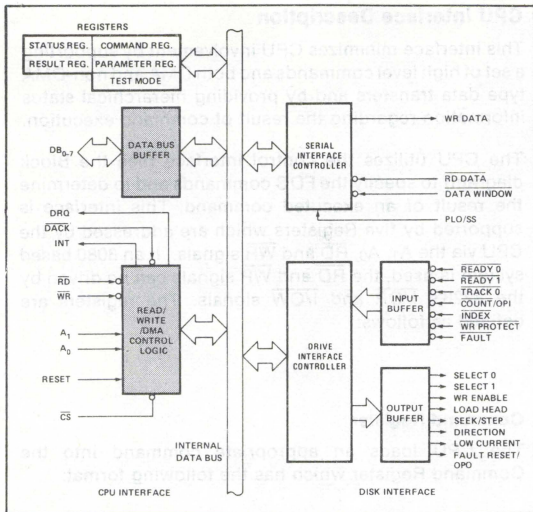 REGISTERS
STATUS REG. COMMAND REG.
RESULT REG. PARAMETER REG.
TEST MODE
DB0-7
DATA BUS
BUFFER
DRQ
DACK
INT
RD
WR
A1
A0
RESET
CS
READ/
WRITE
/DMA
CONTROL
LOGIC
INTERNAL
DATA BUS
CPU INTERFACE
SERIAL
INTERFACE
CONTROLLER
WR DATA
RD DATA
DATA WINDOW
PLO/SS
DRIVE
INTERFACE
CONTROLLER
INPUT
BUFFER
READY 0
READY 1
TRACK 0
COUNT/OPI
INDEX
WR PROTECT
FAULT
OUTPUT
BUFFER
SELECT 0
SELECT 1
WR ENABLE
LOAD HEAD
SEEK/STEP
DIRECTION
LOW CURRENT
FAULT RESET/
OPO
DISK INTERFACE